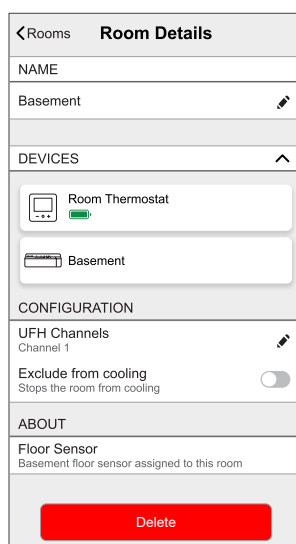 Rooms Room Details
NAME
Basement
DEVICES
Room Thermostat
Basement
CONFIGURATION
UFH Channels
Channel 1
Exclude from cooling
Stops the room from cooling
ABOUT
Floor Sensor
Basement floor sensor assigned to this room
Delete